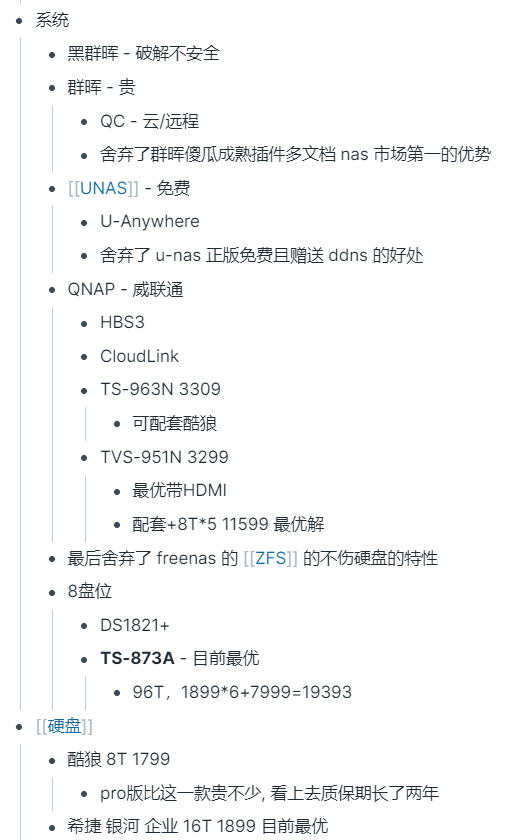 系统
黑群晖 - 破解不安全
群晖 - 贵
QC - 云/远程
舍弃了群晖傻瓜成熟插件多文档 nas 市场第一的优势
[[UNAS]] - 免费
U-Anywhere
舍弃了 u-nas 正版免费且赠送 ddns 的好处
QNAP - 威联通
HBS3
CloudLink
TS-963N 3309
可配套酷狼
TVS-951N 3299
最优带HDMI
配套+8T*5 11599 最优解
最后舍弃了 freenas 的 [[ZFS]] 的不伤硬盘的特性
8盘位
DS1821+
TS-873A - 目前最优
96T，1899*6+7999=19393
[[硬盘]]
酷狼 8T 1799
pro版比这一款贵不少, 看上去质保期长了两年
希捷 银河 企业 16T 1899 目前最优